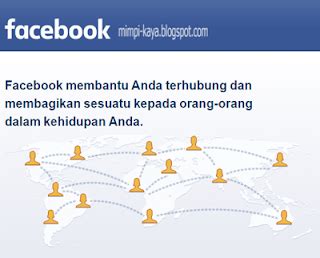 facebook mimpi-kaya.blogspot.com
Facebook membantu Anda terhubung dan
membagikan sesuatu kepada orang-orang
dalam kehidupan Anda.